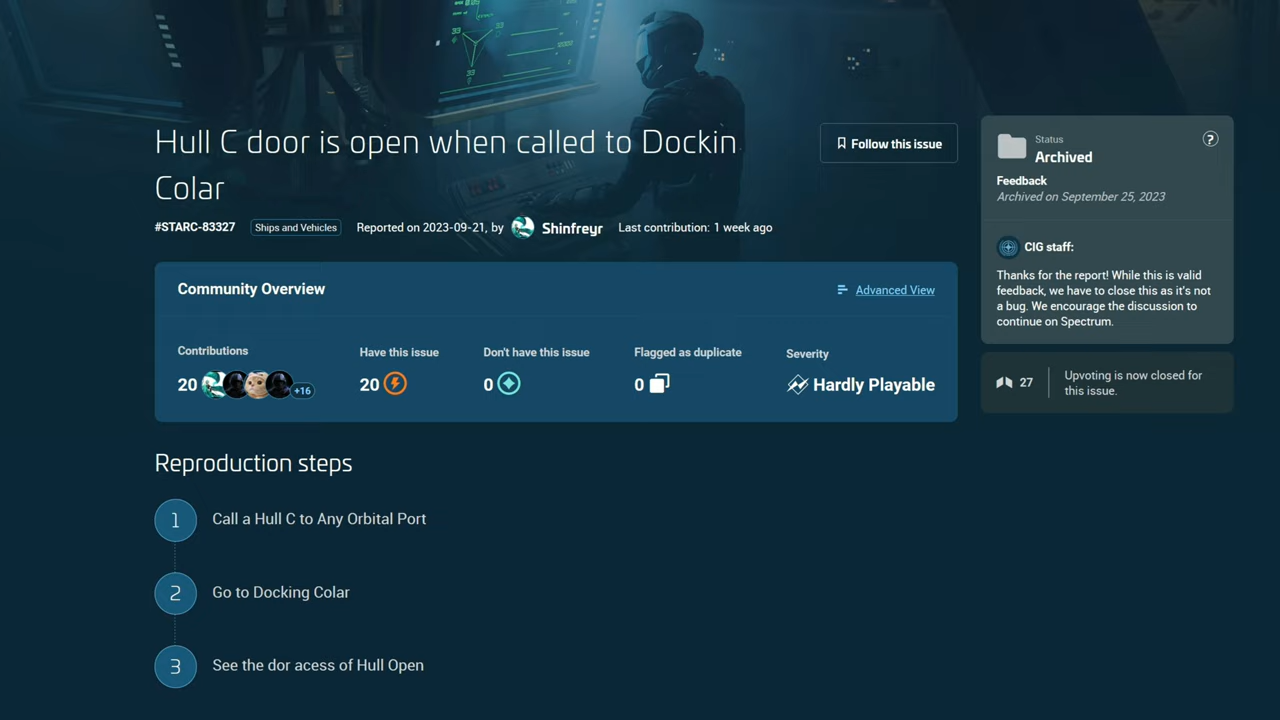 33
33
33
Hull C door is open when called to Dockin
Colar
Follow this issue
#STARC-83327
Ships and Vehicles
Reported on 2023-09-21, by
Shinfreyr
Last contribution: 1 week ago
Status
Archived
?
Feedback
Archived on September 25, 2023
CIG staff:
Thanks for the report! While this is valid
feedback, we have to close this as it's not
a bug. We encourage the discussion to
continue on Spectrum.
27
Upvoting is now closed for
this issue.
Community Overview
Advanced View
Contributions
20
+16
Have this issue
20
Don't have this issue
0
Flagged as duplicate
0
Severity
Hardly Playable
Reproduction steps
1
Call a Hull C to Any Orbital Port
2
Go to Docking Colar
3
See the dor acess of Hull Open